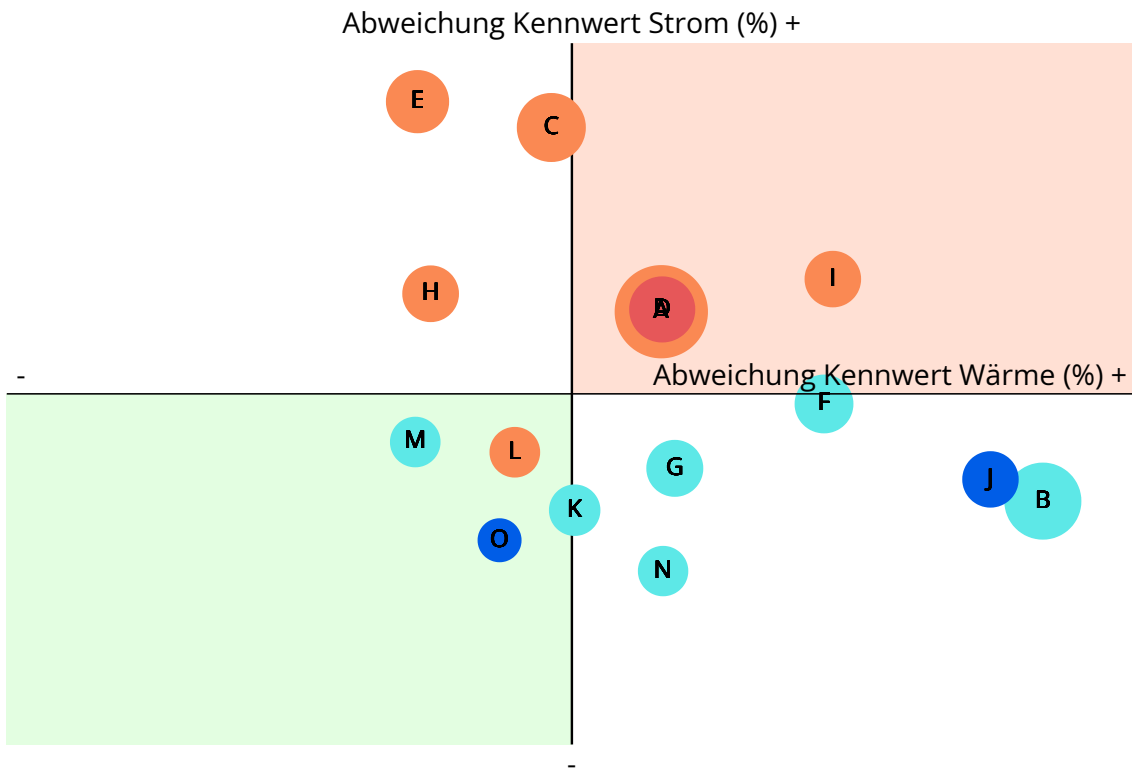 Abweichung Kennwert Strom (%) +
E
C
H
I
A
D
-
Abweichung Kennwert Wärme (%) +
F
M
L
G
J
B
K
O
N
-